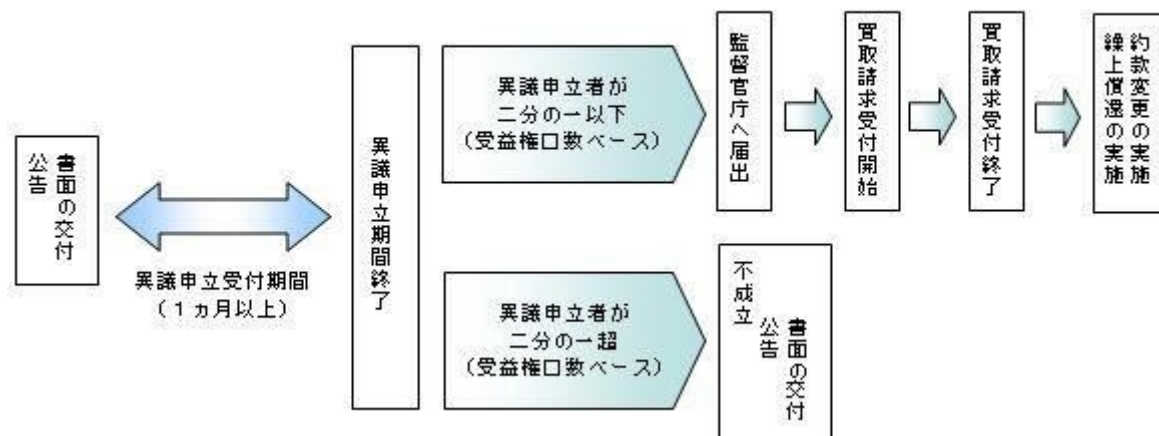 書面の交付
公告
異議申立受付期間
（１ヵ月以上）
異議申立期間終了
異議申立者が
二分の一以下
（受益権口数ベース）
監督官庁へ届出
買取請求受付開始
買取請求受付終了
約款変更の実施
繰上償還の実施
異議申立者が
二分の一超
（受益権口数ベース）
不成立
書面の交付
公告